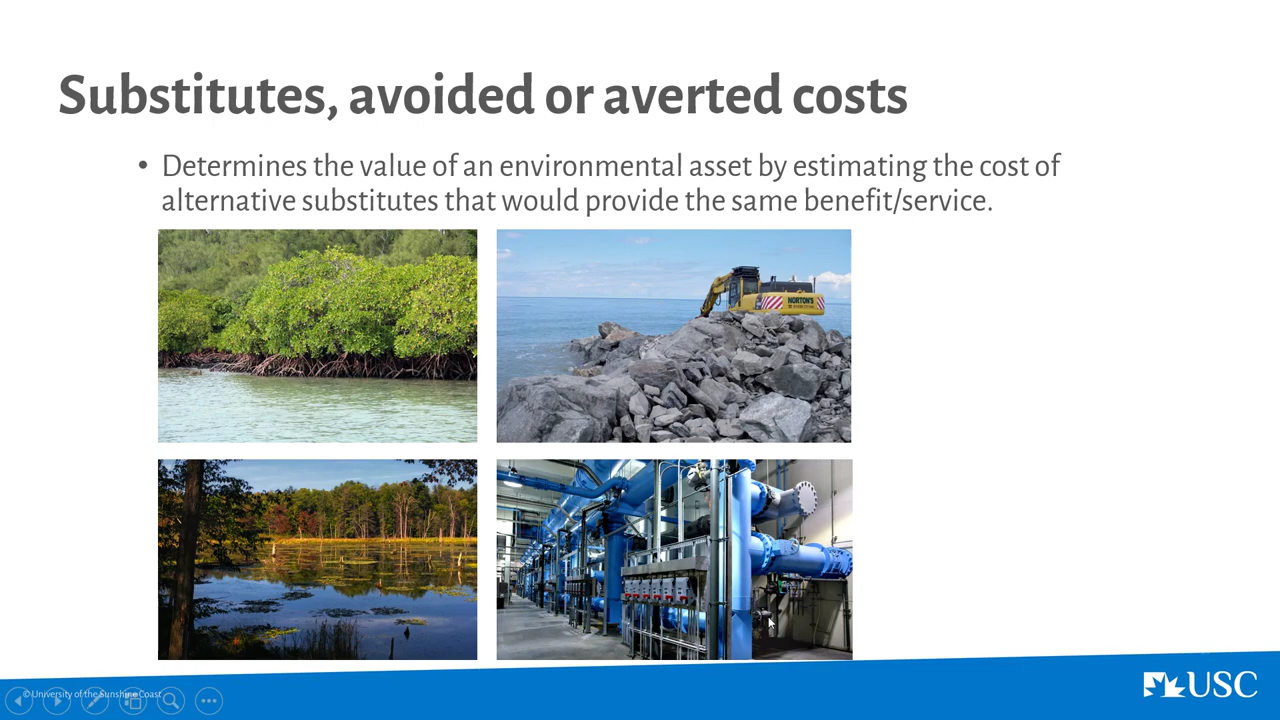 Substitutes, avoided or averted costs
• Determines the value of an environmental asset by estimating the cost of
alternative substitutes that would provide the same benefit/service.
NORTON'S
© University of the Sunshine Coast
USC